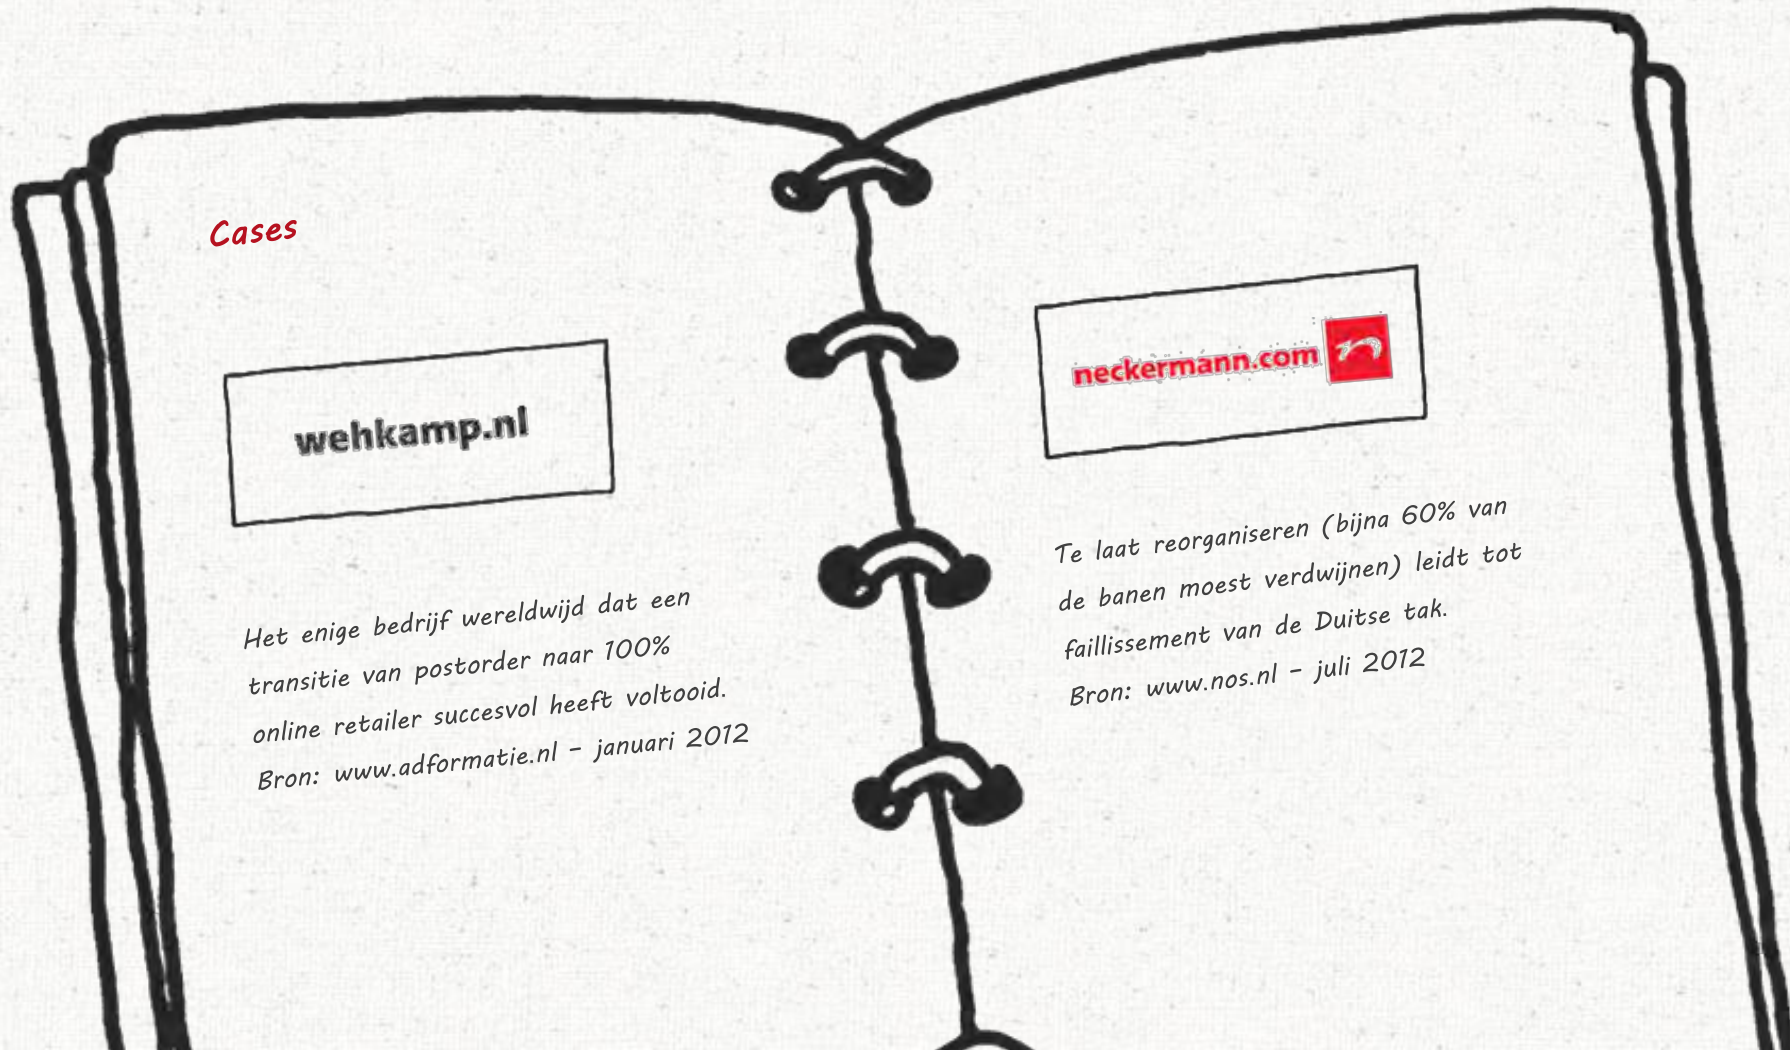 Cases
wehkamp.nl
Het enige bedrijf wereldwijd dat een
transitie van postorder naar 100%
online retailer succesvol heeft voltooid.
Bron: www.adformatie.nl – januari 2012
neckermann.com
Te laat reorganiseren (bijna 60% van
de banen moest verdwijnen) leidt tot
faillissement van de Duitse tak.
Bron: www.nos.nl – juli 2012